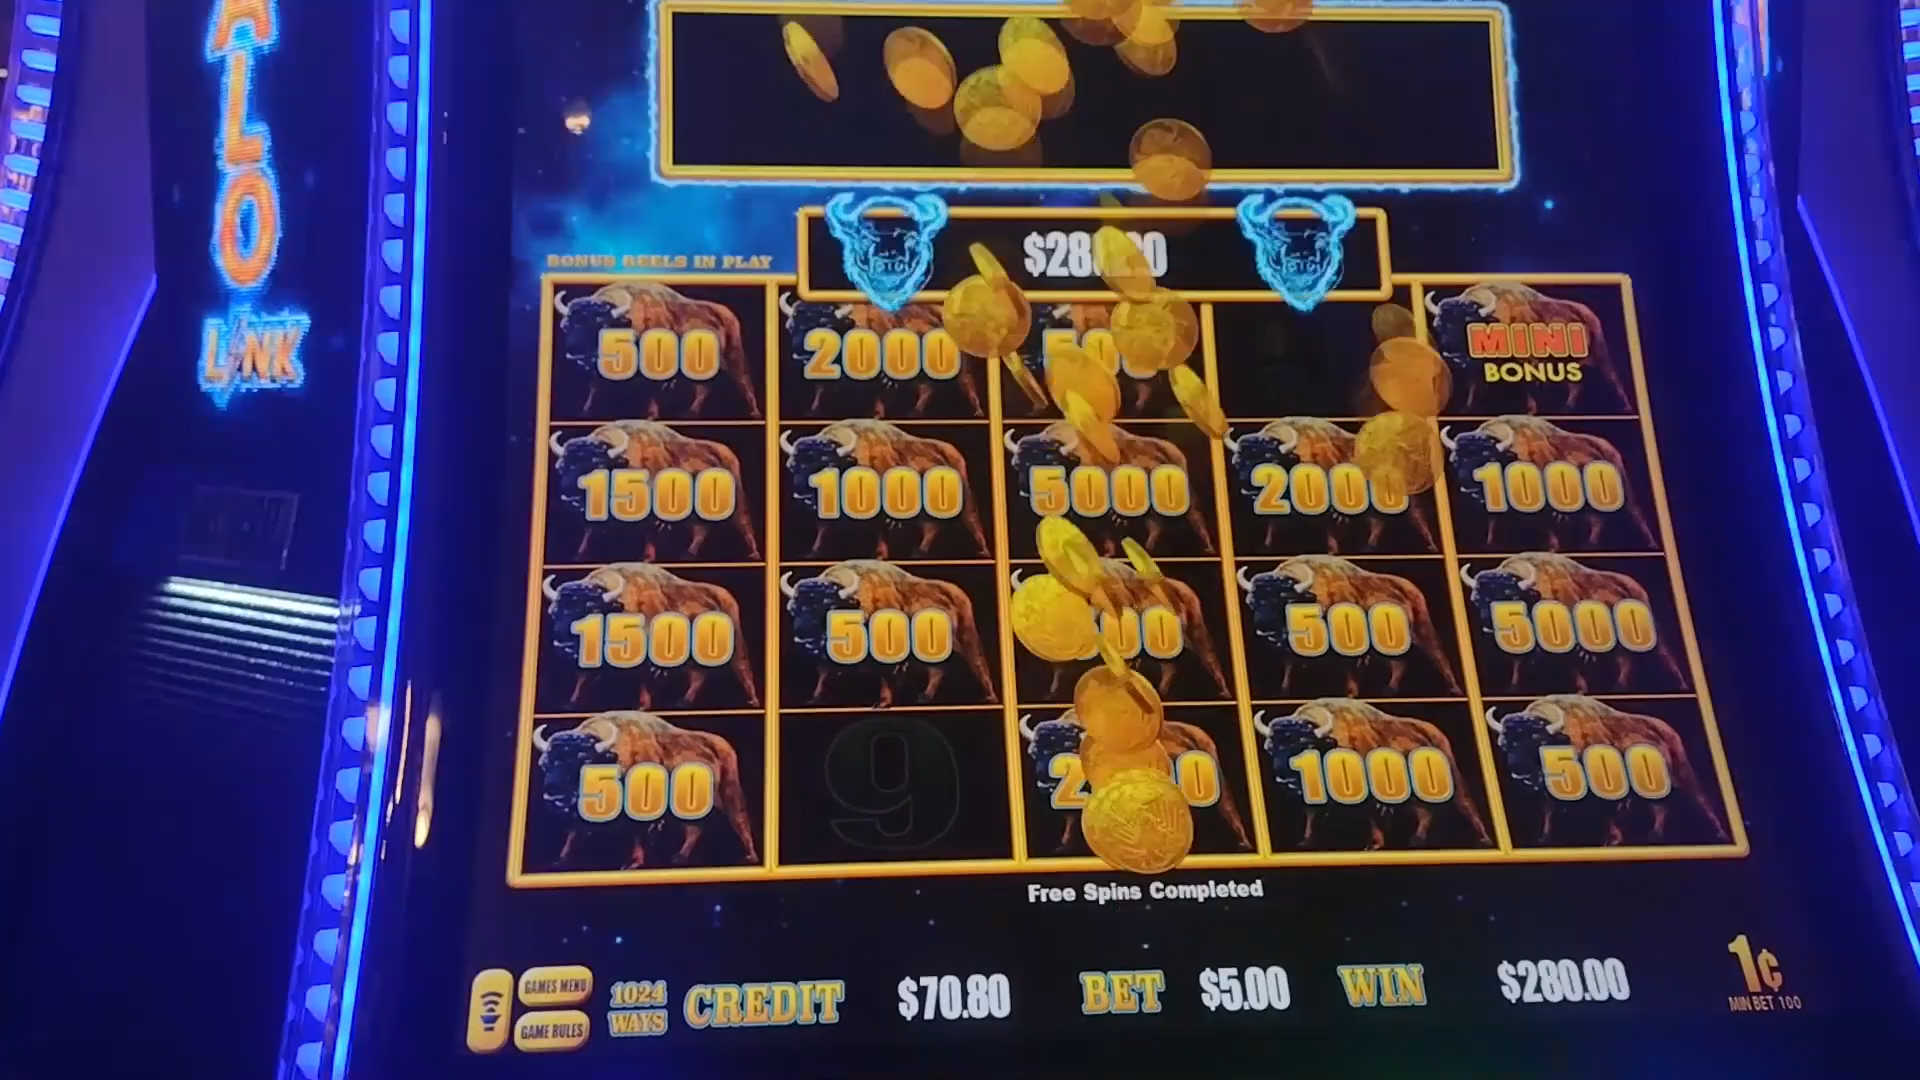 ALO
LINK
$28
BONUS REELS IN PLAY
500 2000 MINI
BONUS
1500 1000 5000 2000 1000
1500 500 500 5000
500 9 1000 500
Free Spins Completed
GAMES MENU
GAME RULES
1024
WAYS
CREDIT $70.80 BET $5.00 WIN $280.00
1¢
MIN BET 100